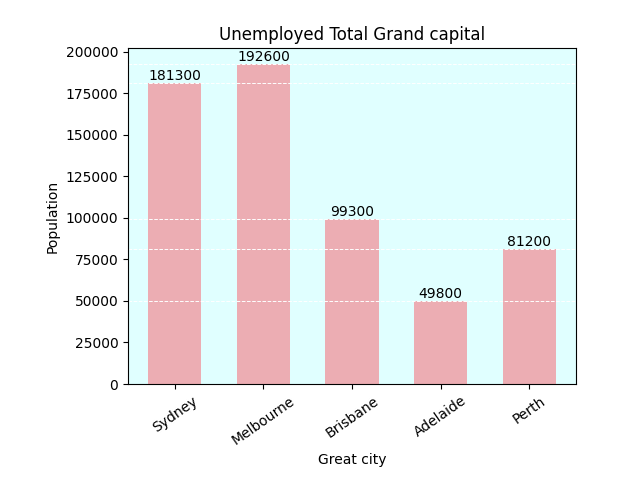 Unemployed Total Grand capital
200000
175000
150000
125000
100000
75000
50000
25000
0
Population
181300
192600
99300
49800
81200
Sydney
Melbourne
Brisbane
Adelaide
Perth
Great city